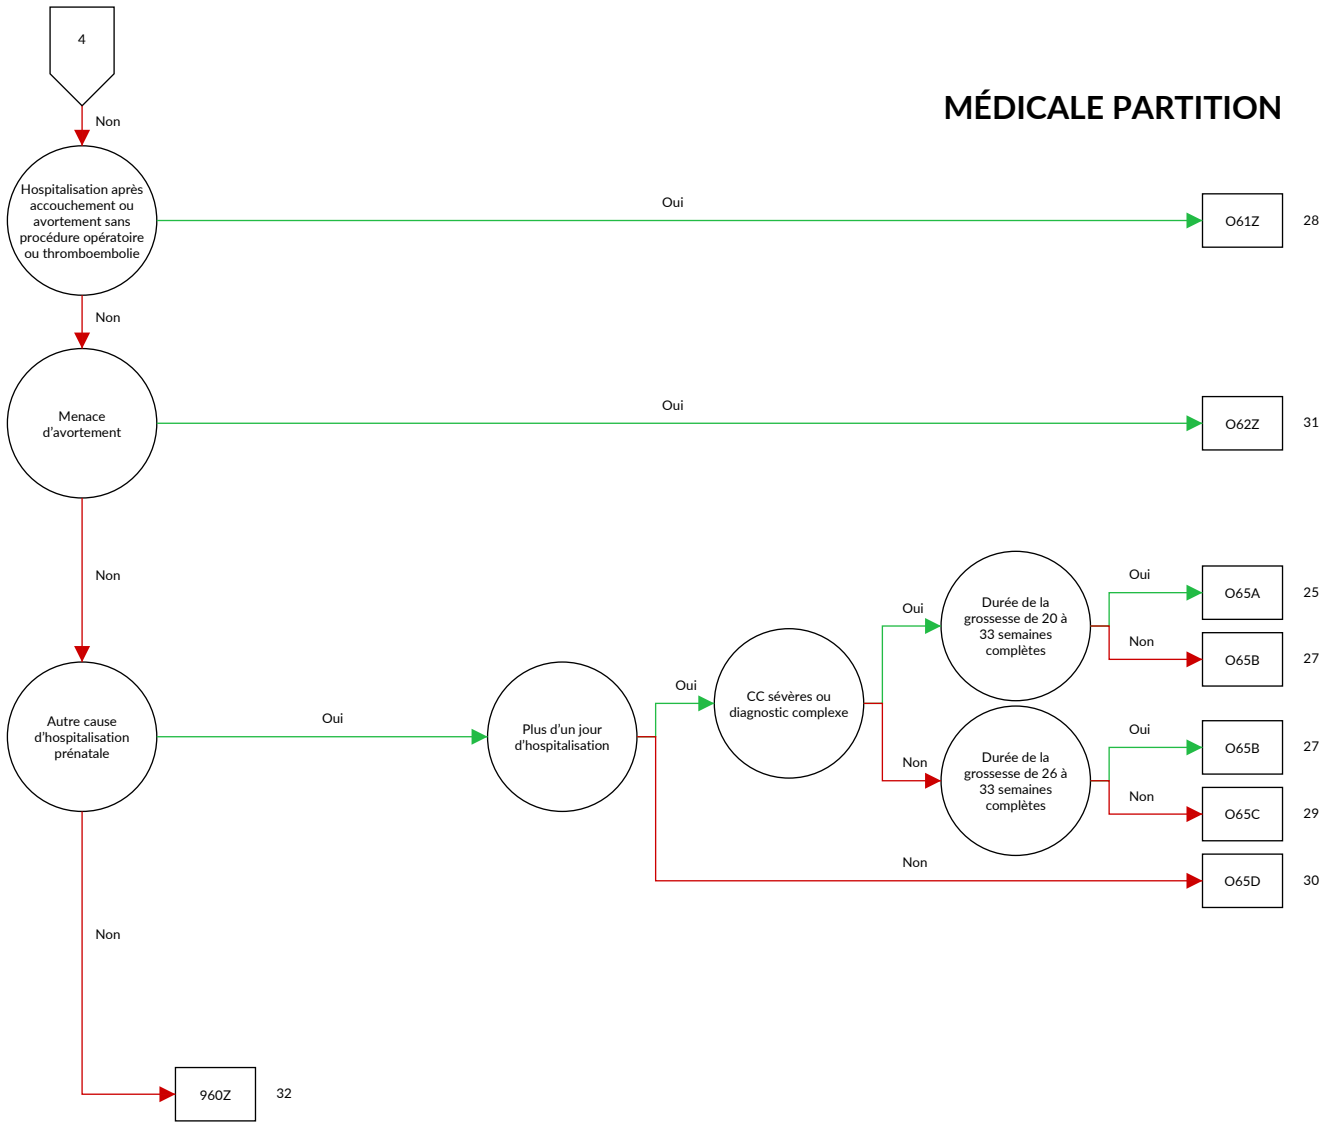 4
MÉDICALE PARTITION
Non
Hospitalisation après
accouchement ou
avortement sans
procédure opératoire
ou thromboembolie
Oui
O61Z
28
Non
Menace
d'avortement
Oui
O62Z
31
Non
Autre cause
d'hospitalisation
prénatale
Oui
Plus d'un jour
d'hospitalisation
Oui
CC sévères ou
diagnostic complexe
Oui
Durée de la
grossesse de 20 à
33 semaines
complètes
Oui
O65A
25
Non
O65B
27
Non
Durée de la
grossesse de 26 à
33 semaines
complètes
Oui
O65B
27
Non
O65C
29
Non
O65D
30
Non
960Z
32